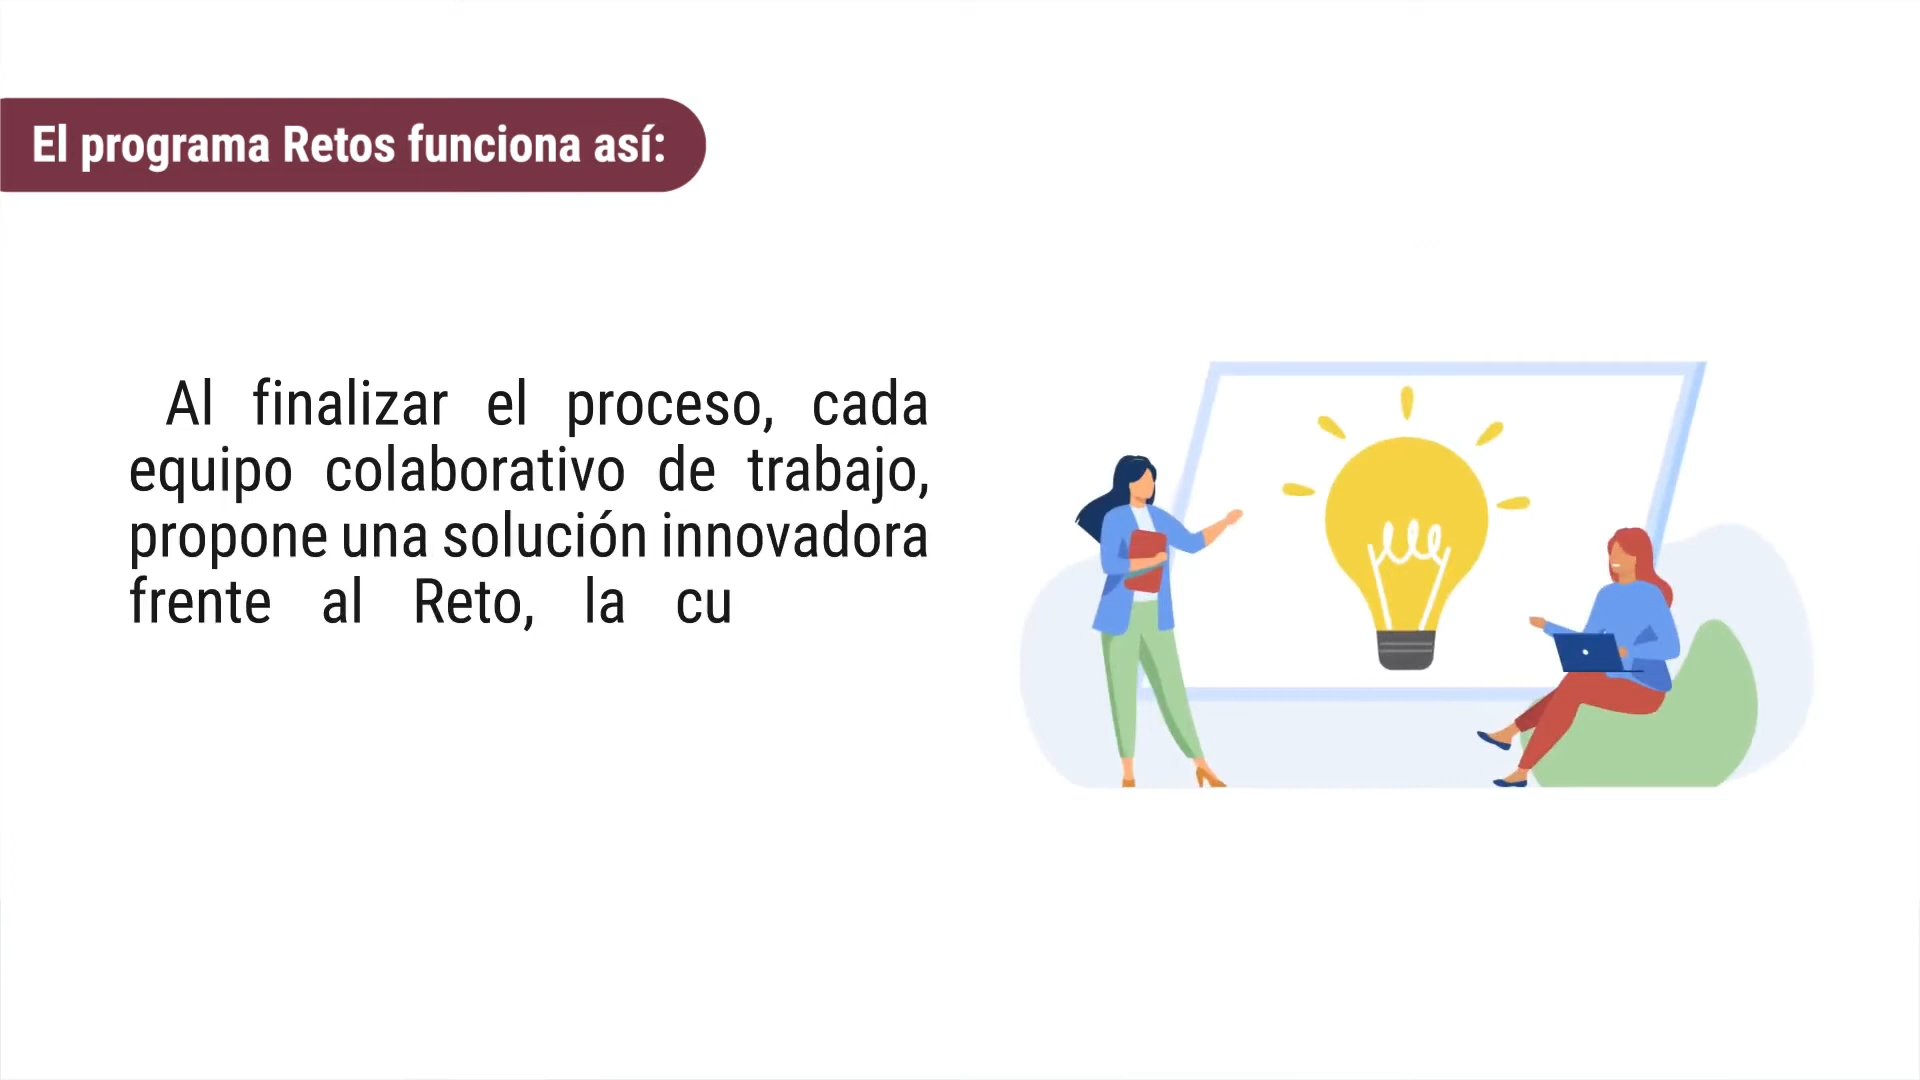 El programa Retos funciona así:
Al finalizar el proceso, cada
equipo colaborativo de trabajo,
propone una solución innovadora
frente al Reto, la cu